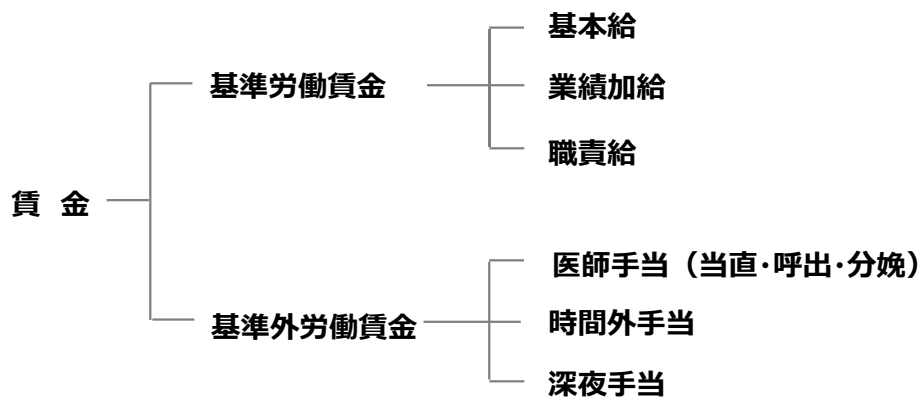 基本給
基準労働賃金
業績加給
職責給
賃 金
医師手当（当直･呼出･分娩）
基準外労働賃金
時間外手当
深夜手当